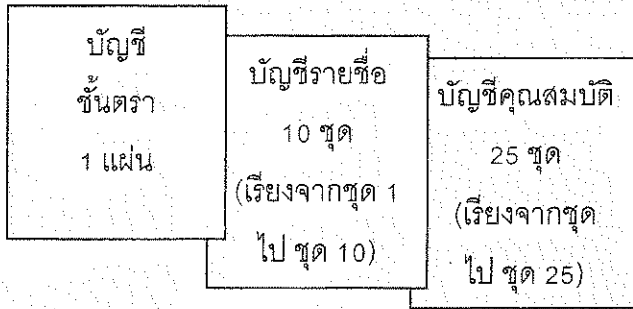 บัญชี
ชั้นตรา
1 แผ่น
บัญชีรายชื่อ
10 ชุด
(เรียงจากชุด 1
ไป ชุด 10)
บัญชีคุณสมบัติ
25 ชุด
(เรียงจากชุด
ไป ชุด 25)